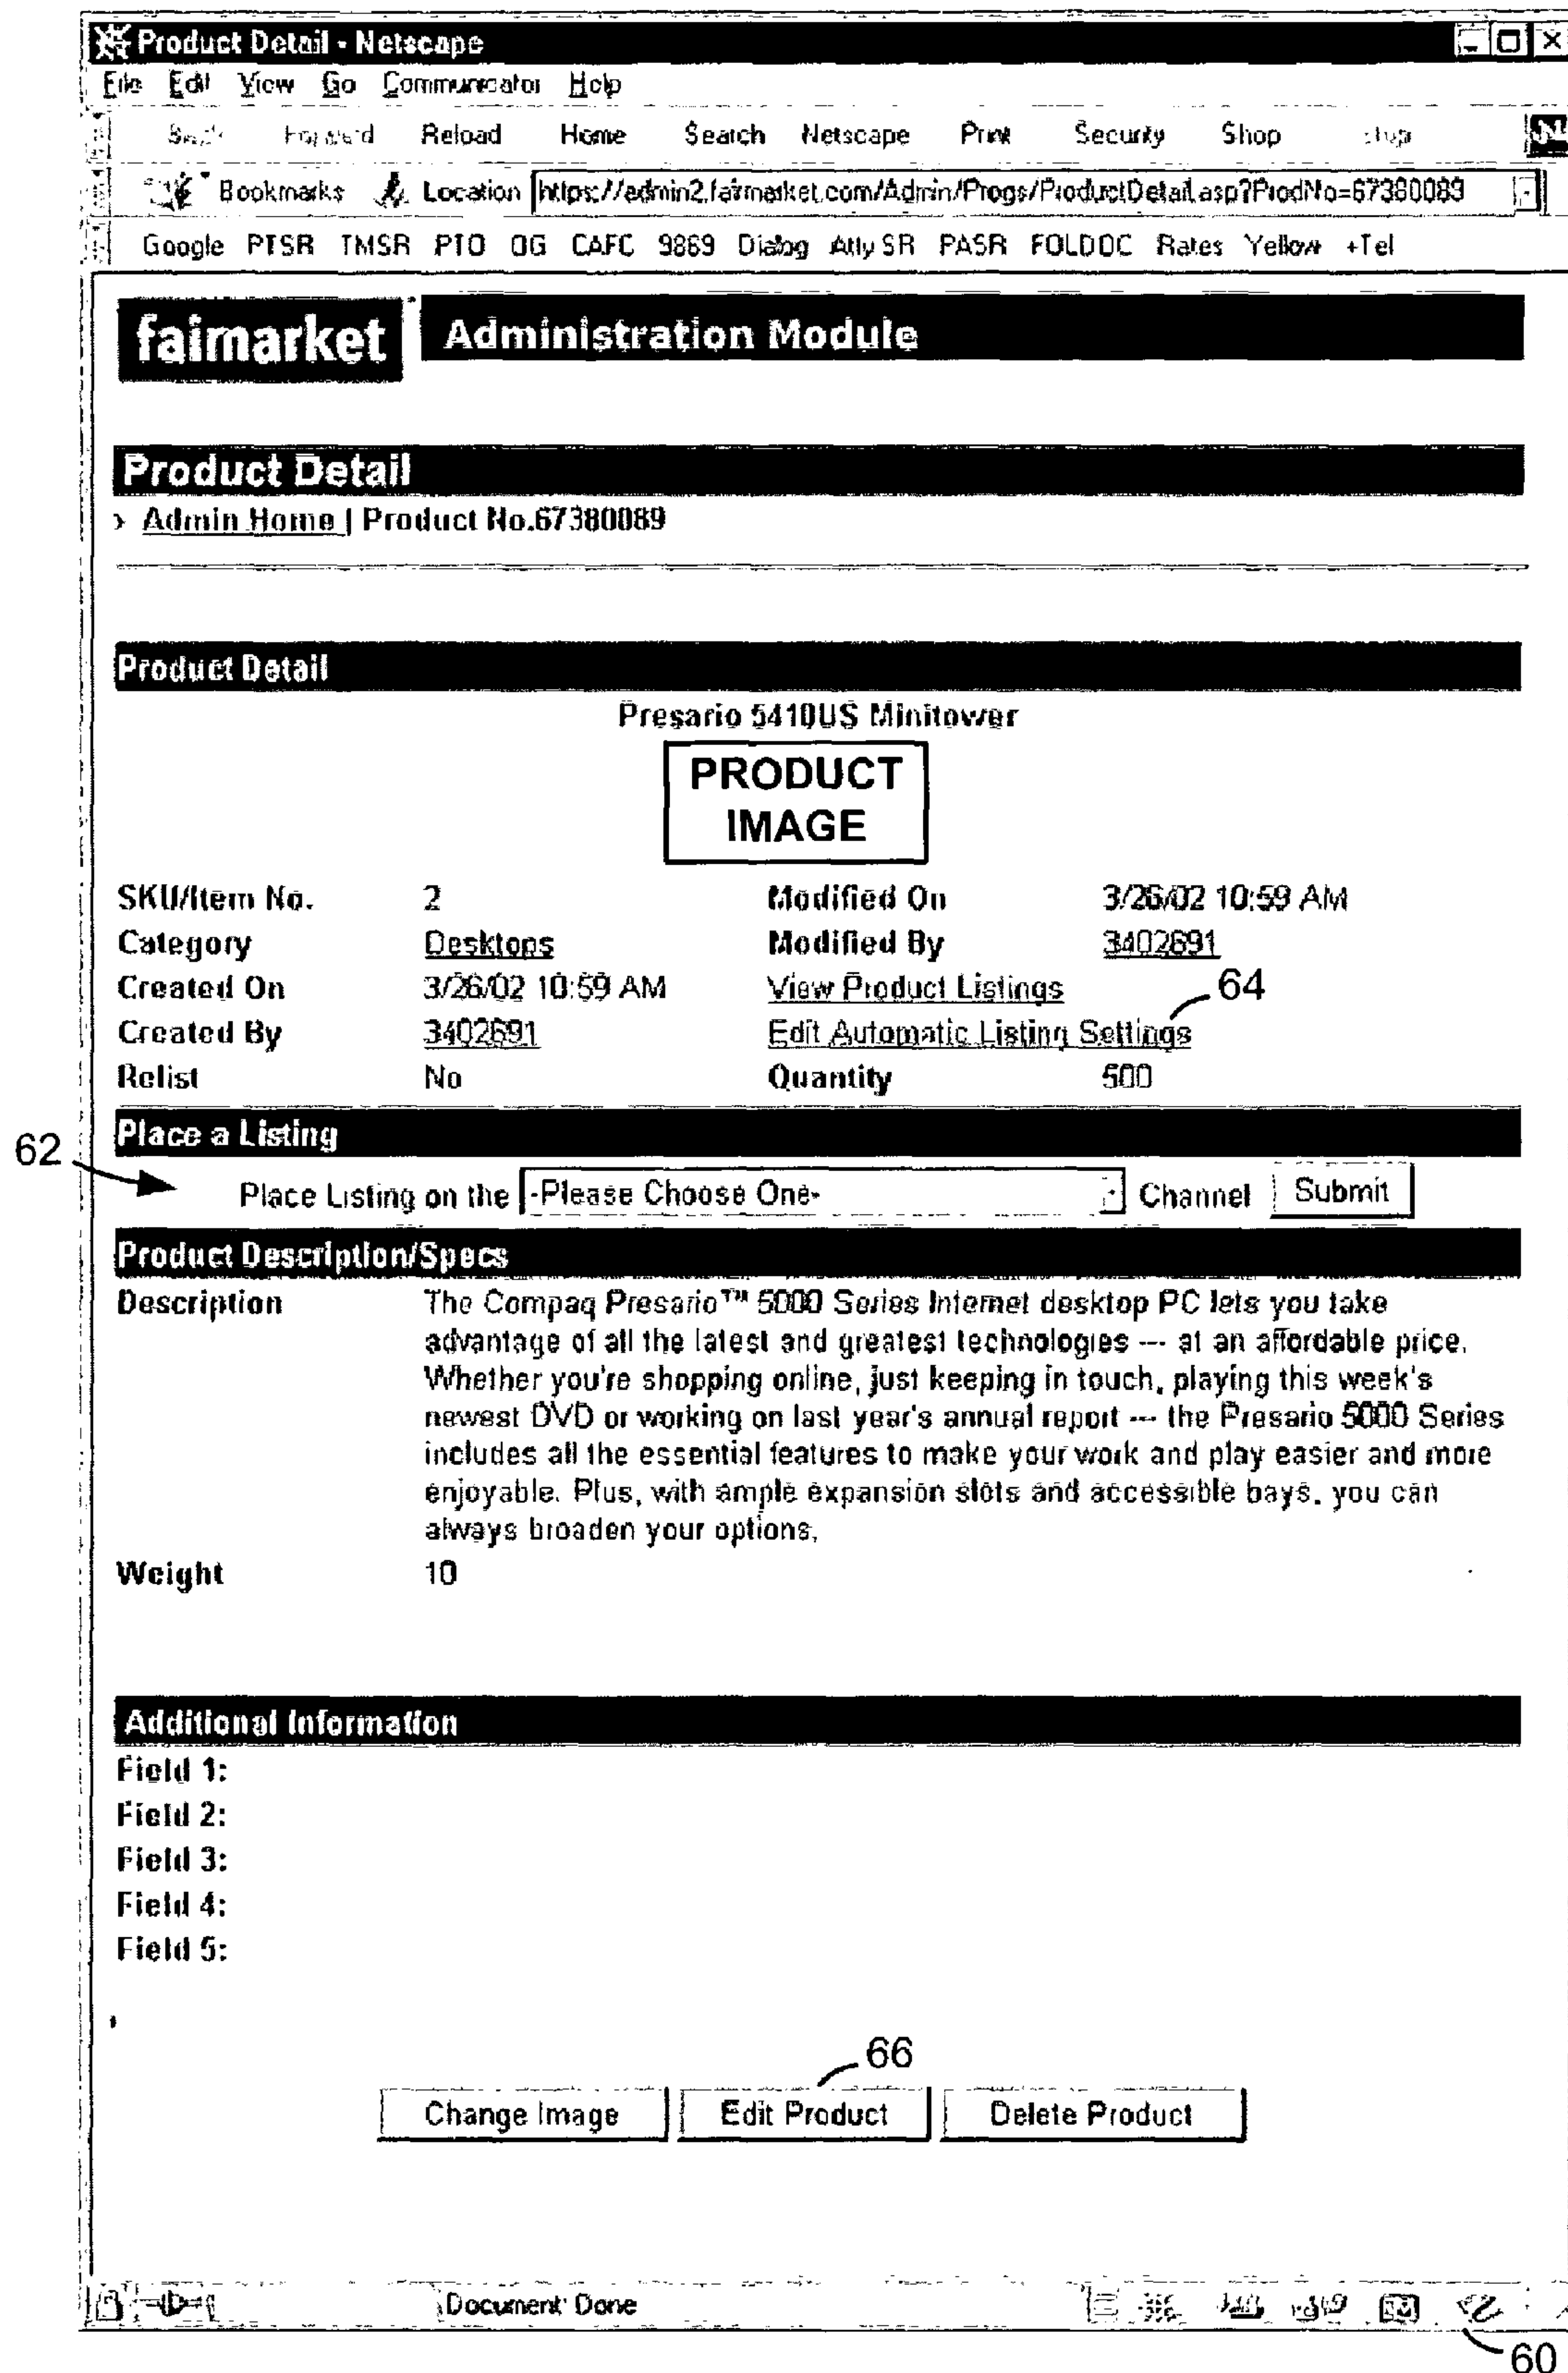 Product Detail - Netscape
File Edit View Go Communicator Help
Back Forward Reload Home Search Netscape Print Security Shop Stop
Bookmarks Location https://admin2.fairmarket.com/Admin/Progs/ProductDetail.asp?ProdNo=67380089
Google PTSR TMSR PTO OG CAFC 9869 Dialog Atty SR PASR FOLDOC Rates Yellow +Tel
fairmarket Administration Module
Product Detail
> Admin Home | Product No.67380089
Product Detail
Presario 5410US Minitower
PRODUCT
IMAGE
SKU/Item No. 2 Modified On 3/26/02 10:59 AM
Category Desktops Modified By 3402691
Created On 3/26/02 10:59 AM View Product Listings 64
Created By 3402691 Edit Automatic Listing Settings
Relist No Quantity 500
Place a Listing
62
Place Listing on the -Please Choose One- Channel Submit
Product Description/Specs
Description The Compaq Presario™ 5000 Series Internet desktop PC lets you take
advantage of all the latest and greatest technologies --- at an affordable price.
Whether you're shopping online, just keeping in touch, playing this week's
newest DVD or working on last year's annual report --- the Presario 5000 Series
includes all the essential features to make your work and play easier and more
enjoyable. Plus, with ample expansion slots and accessible bays, you can
always broaden your options.
Weight 10
Additional Information
Field 1:
Field 2:
Field 3:
Field 4:
Field 5:
66
Change Image Edit Product Delete Product
Document: Done
60